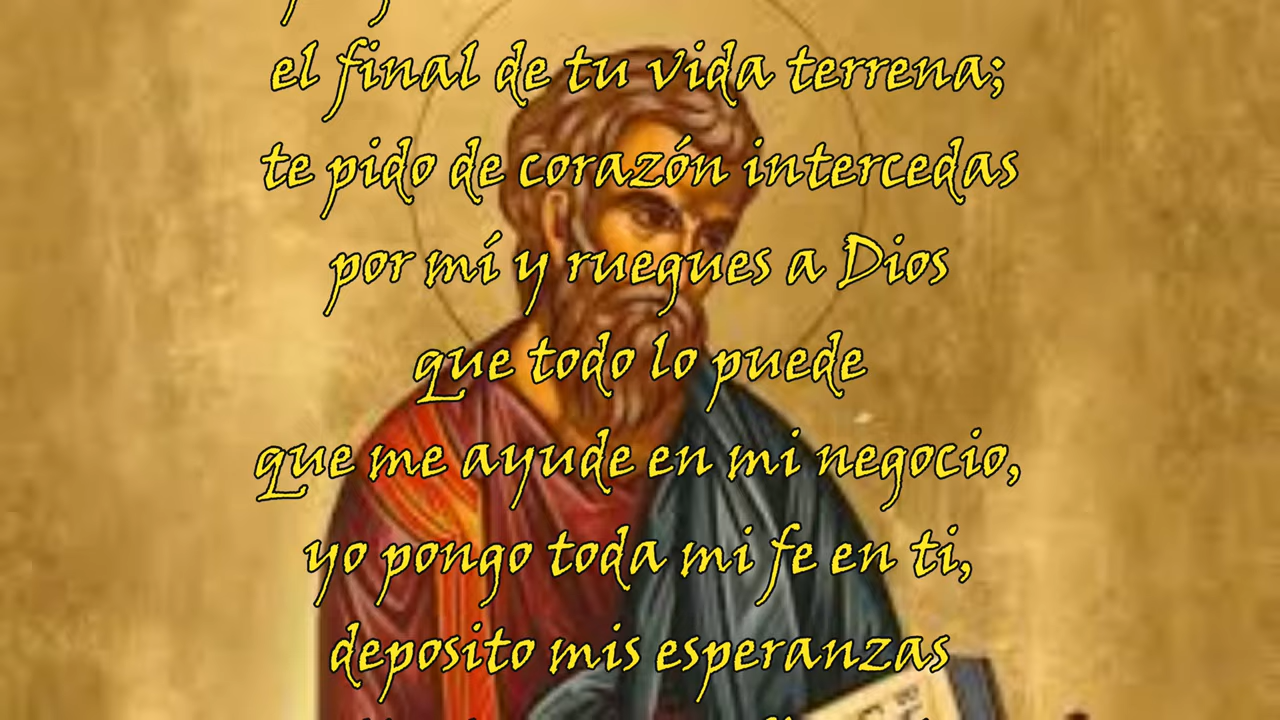 el final de tu vida terrena;
te pido de corazón intercedas
por mí y ruegues a Dios
que todo lo puede
que me ayude en mi negocio,
yo pongo toda mi fe en ti,
deposito mis esperanzas